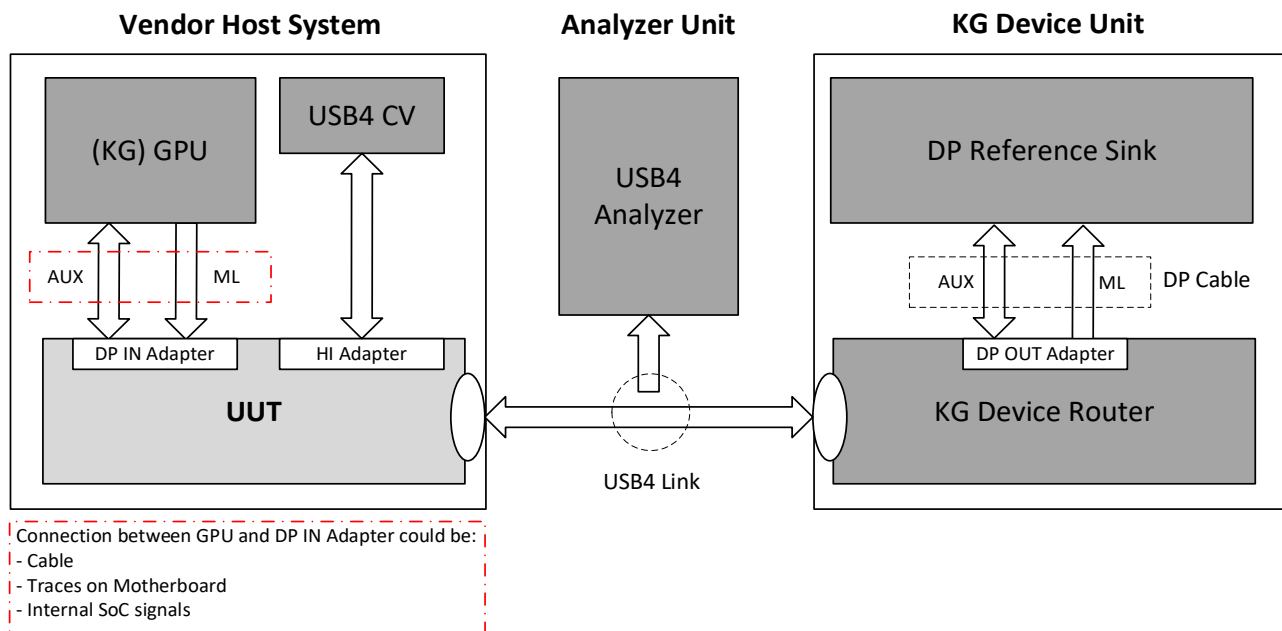 Vendor Host System
Analyzer Unit
KG Device Unit
(KG) GPU
USB4 CV
USB4
Analyzer
DP Reference Sink
AUX
ML
AUX
ML
DP Cable
DP IN Adapter
HI Adapter
DP OUT Adapter
UUT
KG Device Router
USB4 Link
Connection between GPU and DP IN Adapter could be:
- Cable
- Traces on Motherboard
- Internal SoC signals